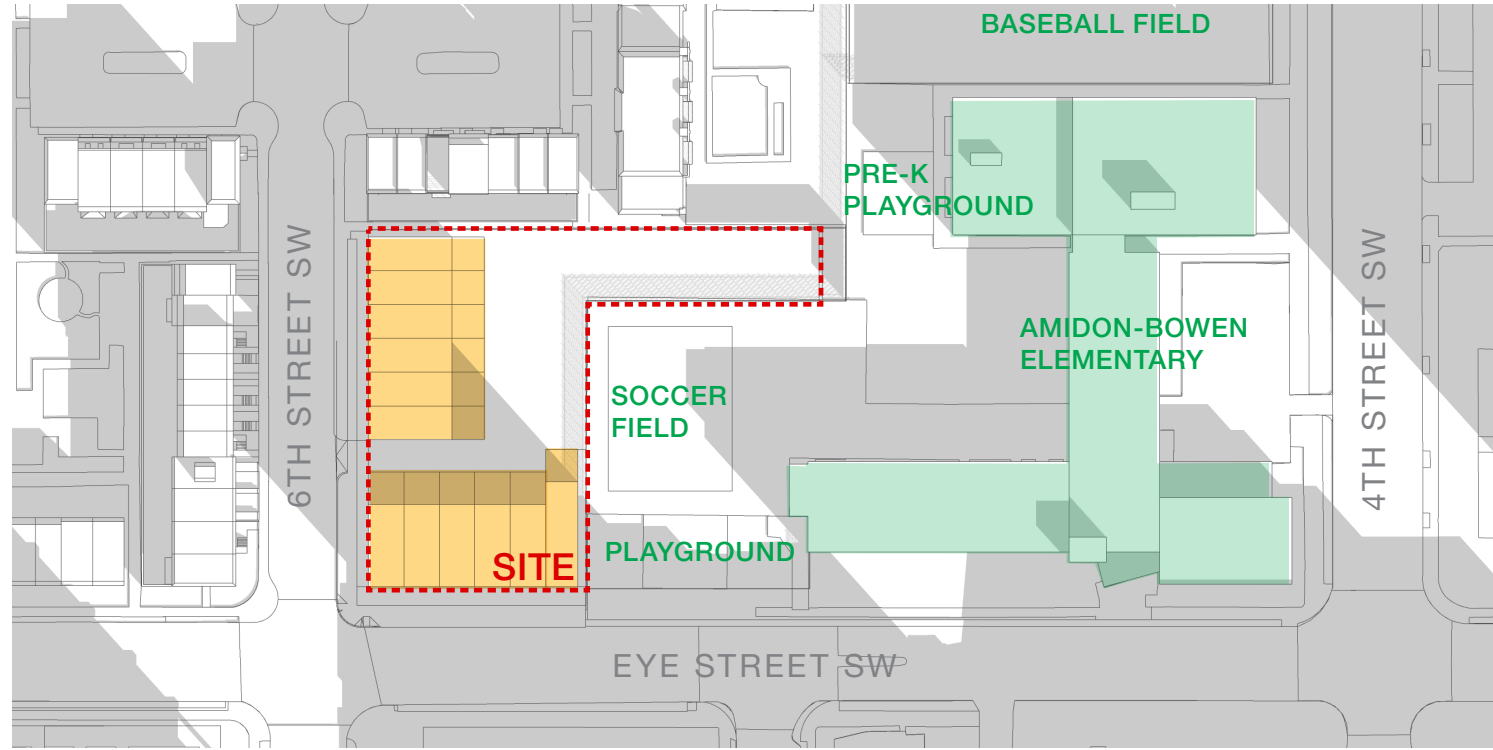 BASEBALL FIELD
PRE-K
PLAYGROUND
6TH STREET SW
4TH STREET SW
AMIDON-BOWEN
ELEMENTARY
SOCCER
FIELD
PLAYGROUND
SITE
EYE STREET SW